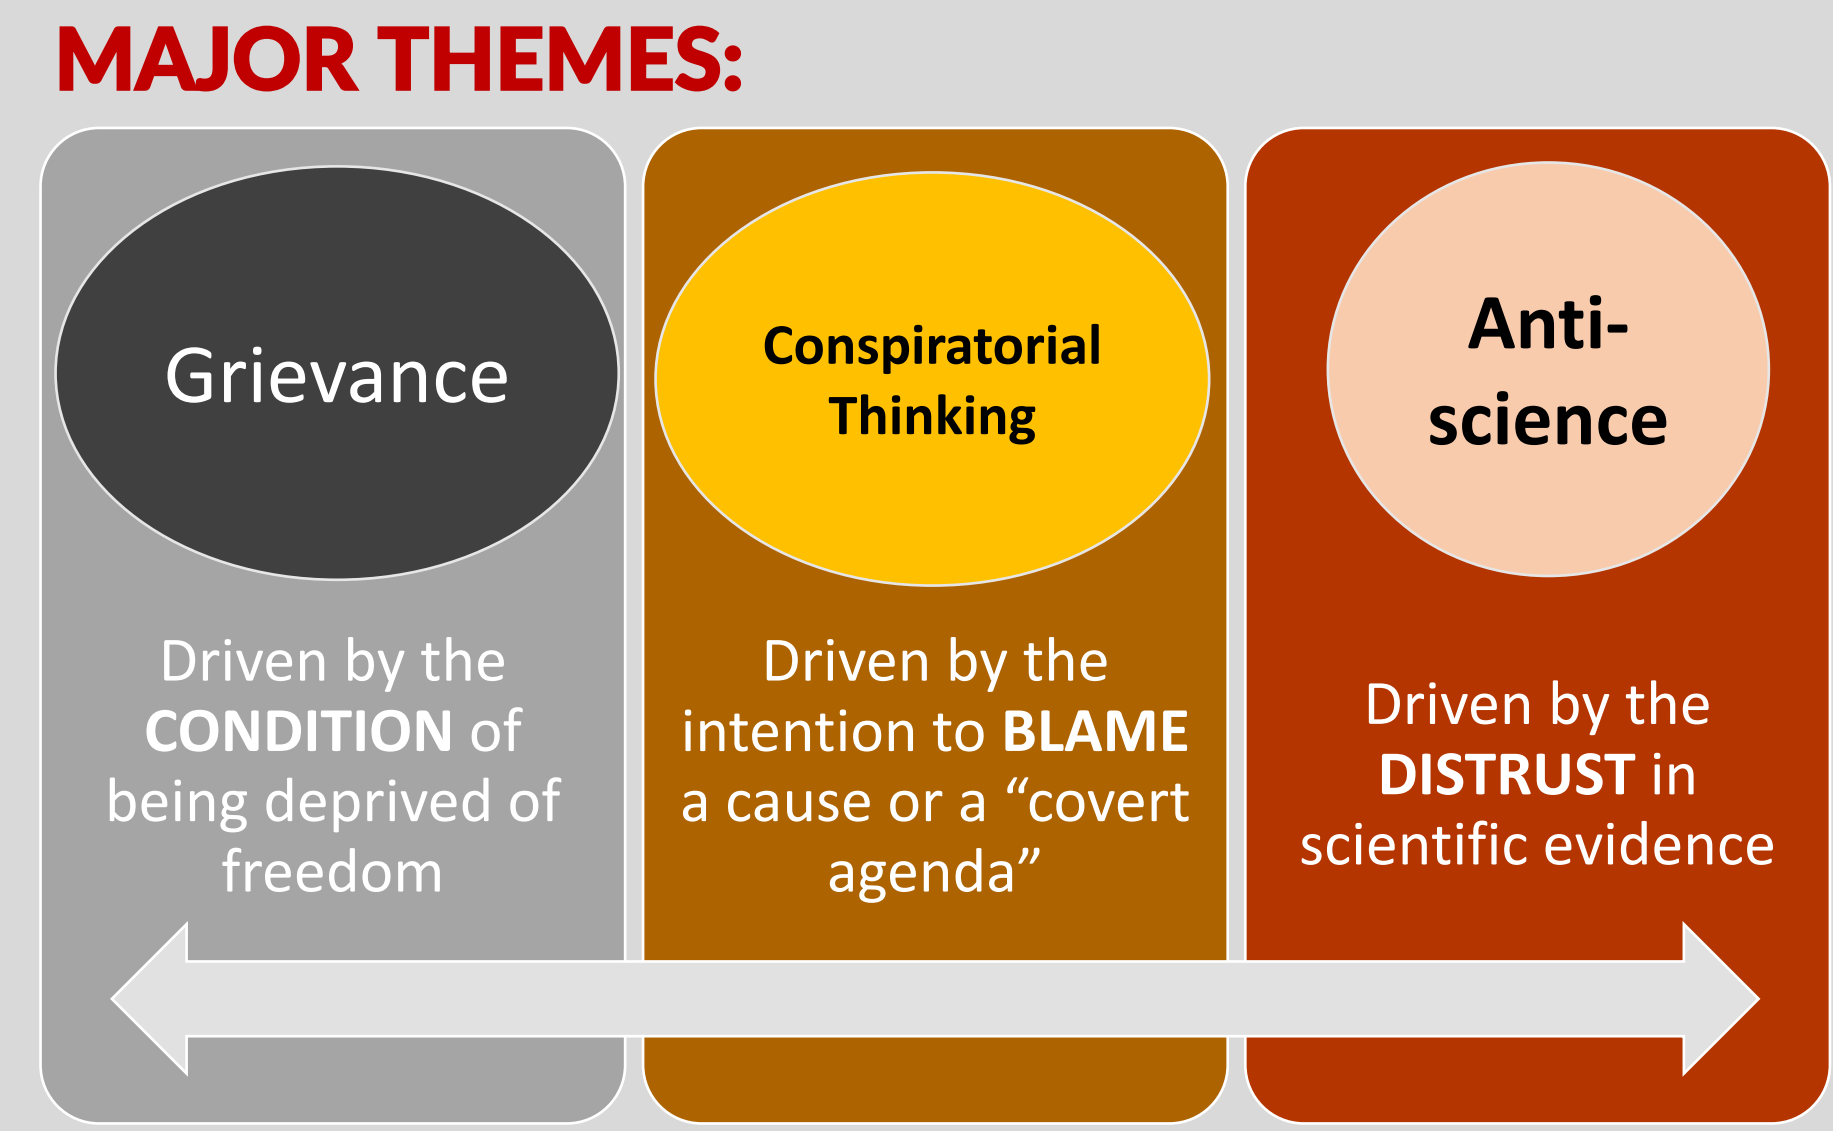 MAJOR THEMES:
Grievance
Driven by the
CONDITION of
being deprived of
freedom
Conspiratorial
Thinking
Driven by the
intention to BLAME
a cause or a “covert
agenda”
Anti-
science
Driven by the
DISTRUST in
scientific evidence